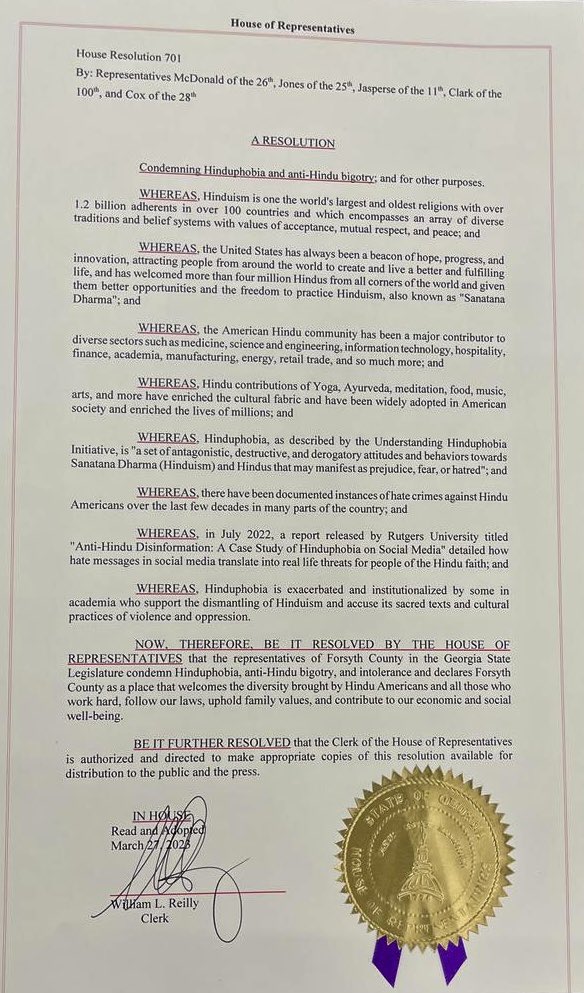 House of Representatives
House Resolution 701
By: Representatives McDonald of the 26th, Jones of the 25th, Jasperse of the 11th, Clark of the
100th, and Cox of the 28th
A RESOLUTION
Condemning Hinduphobia and anti-Hindu bigotry; and for other purposes.
WHEREAS, Hinduism is one the world's largest and oldest religions with over
1.2 billion adherents in over 100 countries and which encompasses an array of diverse
traditions and belief systems with values of acceptance, mutual respect, and peace; and
WHEREAS, the United States has always been a beacon of hope, progress, and
innovation, attracting people from around the world to create and live a better and fulfilling
life, and has welcomed more than four million Hindus from all corners of the world and given
them better opportunities and the freedom to practice Hinduism, also known as "Sanatana
Dharma"; and
WHEREAS, the American Hindu community has been a major contributor to
diverse sectors such as medicine, science and engineering, information technology, hospitality,
finance, academia, manufacturing, energy, retail trade, and so much more; and
WHEREAS, Hindu contributions of Yoga, Ayurveda, meditation, food, music,
arts, and more have enriched the cultural fabric and have been widely adopted in American
society and enriched the lives of millions; and
WHEREAS, Hinduphobia, as described by the Understanding Hinduphobia
Initiative, is "a set of antagonistic, destructive, and derogatory attitudes and behaviors towards
Sanatana Dharma (Hinduism) and Hindus that may manifest as prejudice, fear, or hatred"; and
WHEREAS, there have been documented instances of hate crimes against Hindu
Americans over the last few decades in many parts of the country; and
WHEREAS, in July 2022, a report released by Rutgers University titled
"Anti-Hindu Disinformation: A Case Study of Hinduphobia on Social Media" detailed how
hate messages in social media translate into real life threats for people of the Hindu faith; and
WHEREAS, Hinduphobia is exacerbated and institutionalized by some in
academia who support the dismantling of Hinduism and accuse its sacred texts and cultural
practices of violence and oppression.
NOW, THEREFORE, BE IT RESOLVED BY THE HOUSE OF
REPRESENTATIVES that the representatives of Forsyth County in the Georgia State
Legislature condemn Hinduphobia, anti-Hindu bigotry, and intolerance and declares Forsyth
County as a place that welcomes the diversity brought by Hindu Americans and all those who
work hard, follow our laws, uphold family values, and contribute to our economic and social
well-being.
BE IT FURTHER RESOLVED that the Clerk of the House of Representatives
is authorized and directed to make appropriate copies of this resolution available for
distribution to the public and the press.
IN HOUSE
Read and Adopted
March 27, 2023
William L. Reilly
Clerk
STATE OF GEORGIA
HOUSE OF REPRESENTATIVES